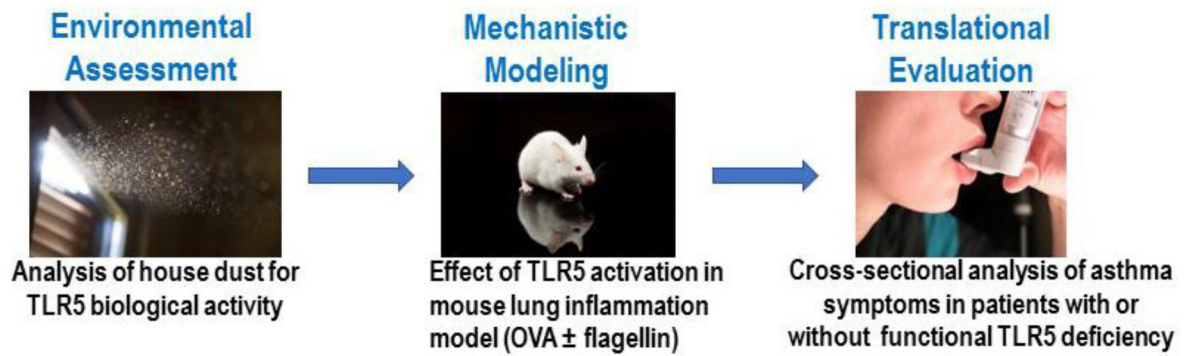 Environmental
Assessment
Analysis of house dust for
TLR5 biological activity
Mechanistic
Modeling
Effect of TLR5 activation in
mouse lung inflammation
model (OVA ± flagellin)
Translational
Evaluation
Cross-sectional analysis of asthma
symptoms in patients with or
without functional TLR5 deficiency